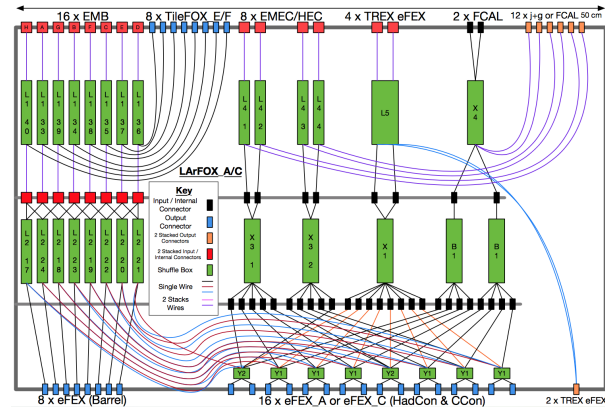 16 x EMB
8 x TileFOX_E/F
8 x EMEC/HEC
4 x TREX eFEX
2 x FCAL
12 x j+g or FCAL 50 cm
H A G B F C E D
L1 40
L1 33
L1 39
L1 34
L1 38
L1 35
L1 37
L1 36
L4 1
L4 2
L4 3
L4 4
L5
X4
LArFOX_A/C
Key
Input / Internal
Connector
Output
Connector
2 Stacked Output
Connectors
2 Stacked Input /
Internal Connectors
Shuffle Box
Single Wire
2 Stacks
Wires
L2 17
L2 24
L2 18
L2 23
L2 19
L2 22
L2 20
L2 21
X3 1
X3 2
X1
B1
B1
Y2
Y1
Y1
Y2
Y1
Y1
Y1
8 x eFEX (Barrel)
16 x eFEX_A or eFEX_C (HadCon & CCon)
2 x TREX eFEX